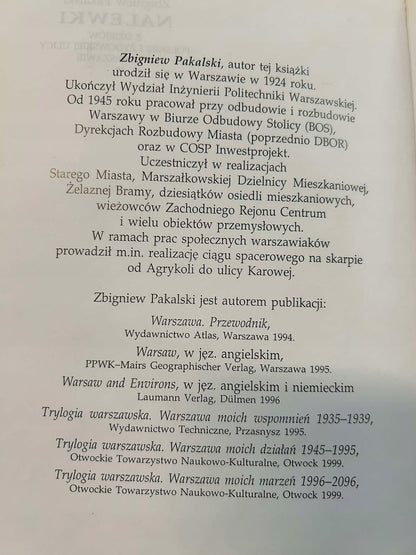 Zbigniew Pakalski, autor tej książki
urodził się w Warszawie w 1924 roku.
Ukończył Wydział Inżynierii Politechniki Warszawskiej.
Od 1945 roku pracował przy odbudowie i rozbudowie
Warszawy w Biurze Odbudowy Stolicy (BOS),
Dyrekcjach Rozbudowy Miasta (poprzednio DBOR)
oraz w COSP Inwestprojekt.
Uczestniczył w realizacjach
Starego Miasta, Marszałkowskiej Dzielnicy Mieszkaniowej,
Żelaznej Bramy, dziesiątków osiedli mieszkaniowych,
wieżowców Zachodniego Rejonu Centrum
i wielu obiektów przemysłowych.
W ramach prac społecznych warszawiaków
prowadził m.in. realizację ciągu spacerowego na skarpie
od Agrykoli do ulicy Karowej.
Zbigniew Pakalski jest autorem publikacji:
Warszawa. Przewodnik,
Wydawnictwo Atlas, Warszawa 1994.
Warsaw, w jęz. angielskim,
PPWK–Mairs Geographischer Verlag, Warszawa 1995.
Warsaw and Environs, w jęz. angielskim i niemieckim
Laumann Verlag, Dülmen 1996
Trylogia warszawska. Warszawa moich wspomnień 1935–1939,
Wydawnictwo Techniczne, Przasnysz 1995.
Trylogia warszawska. Warszawa moich działań 1945–1995,
Otwockie Towarzystwo Naukowo-Kulturalne, Otwock 1999.
Trylogia warszawska. Warszawa moich marzeń 1996–2096,
Otwockie Towarzystwo Naukowo-Kulturalne, Otwock 1999.